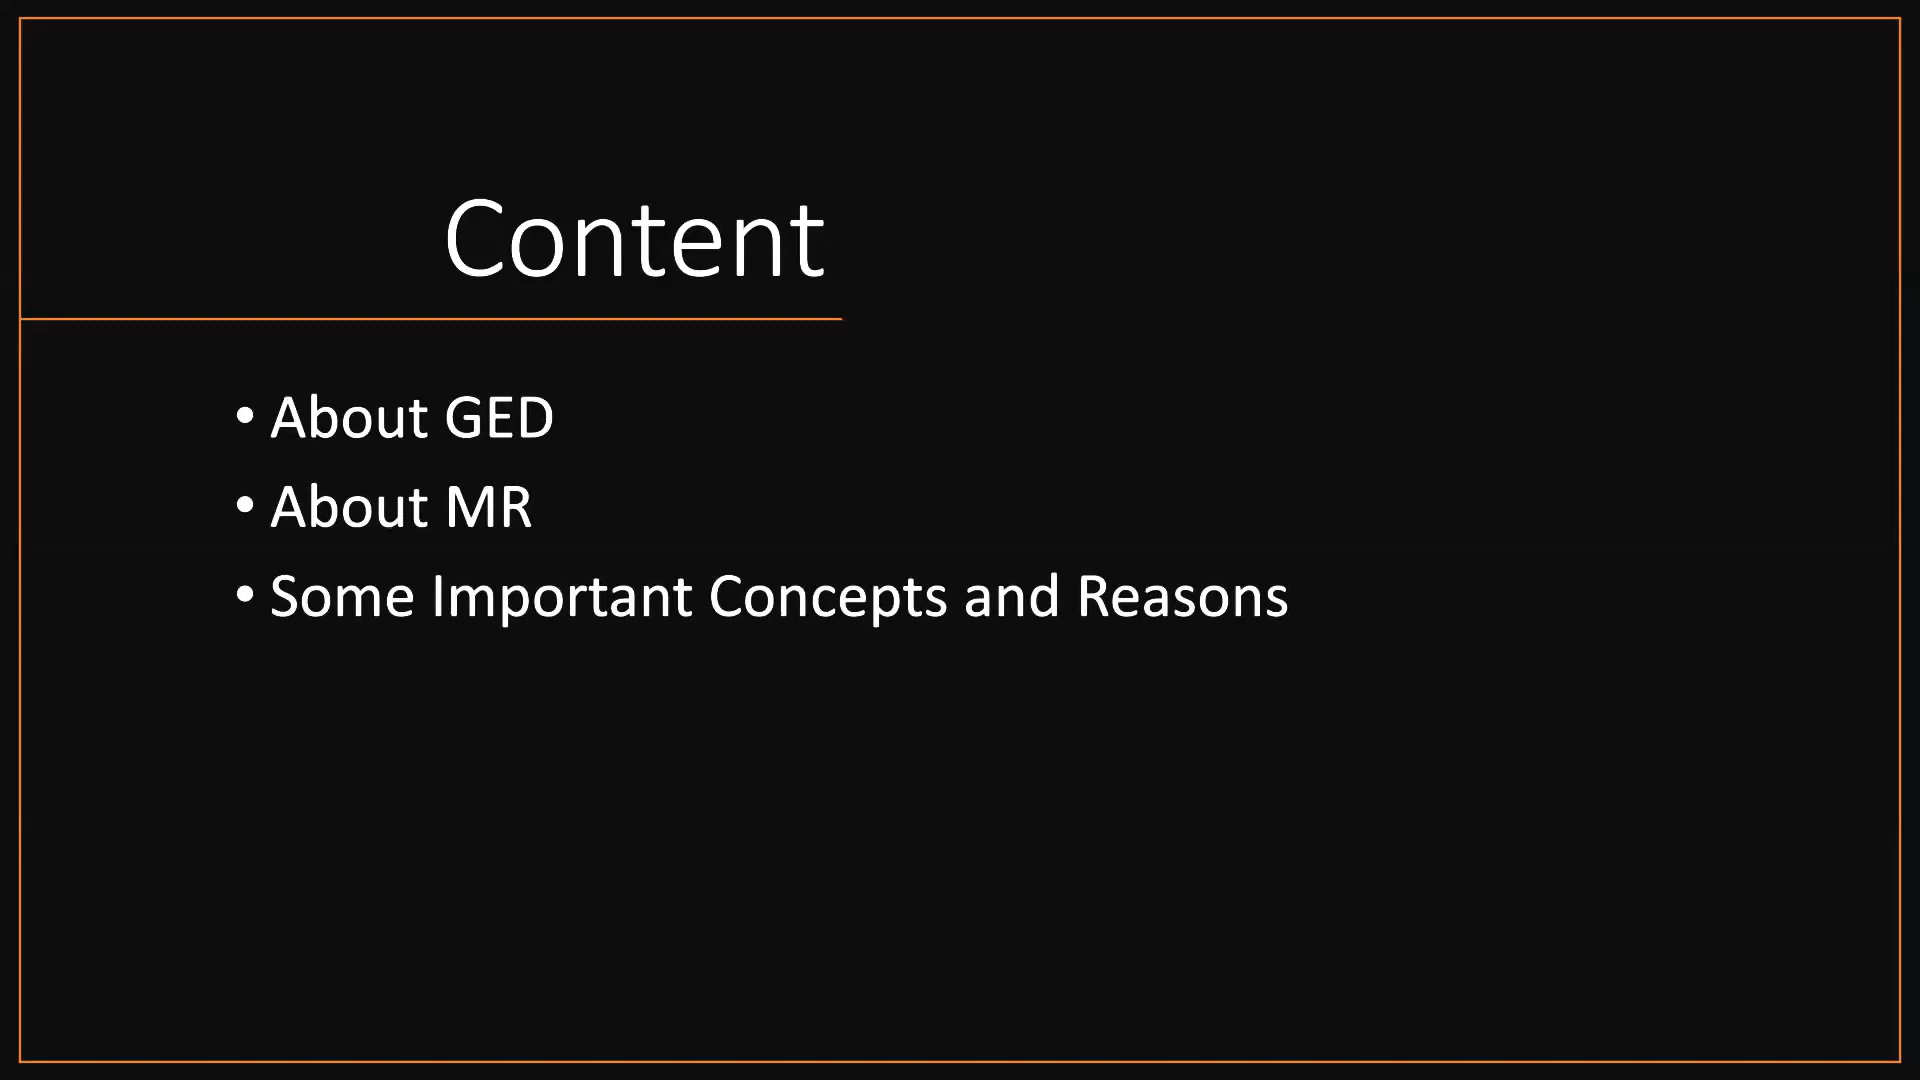 Content
• About GED
• About MR
• Some Important Concepts and Reasons